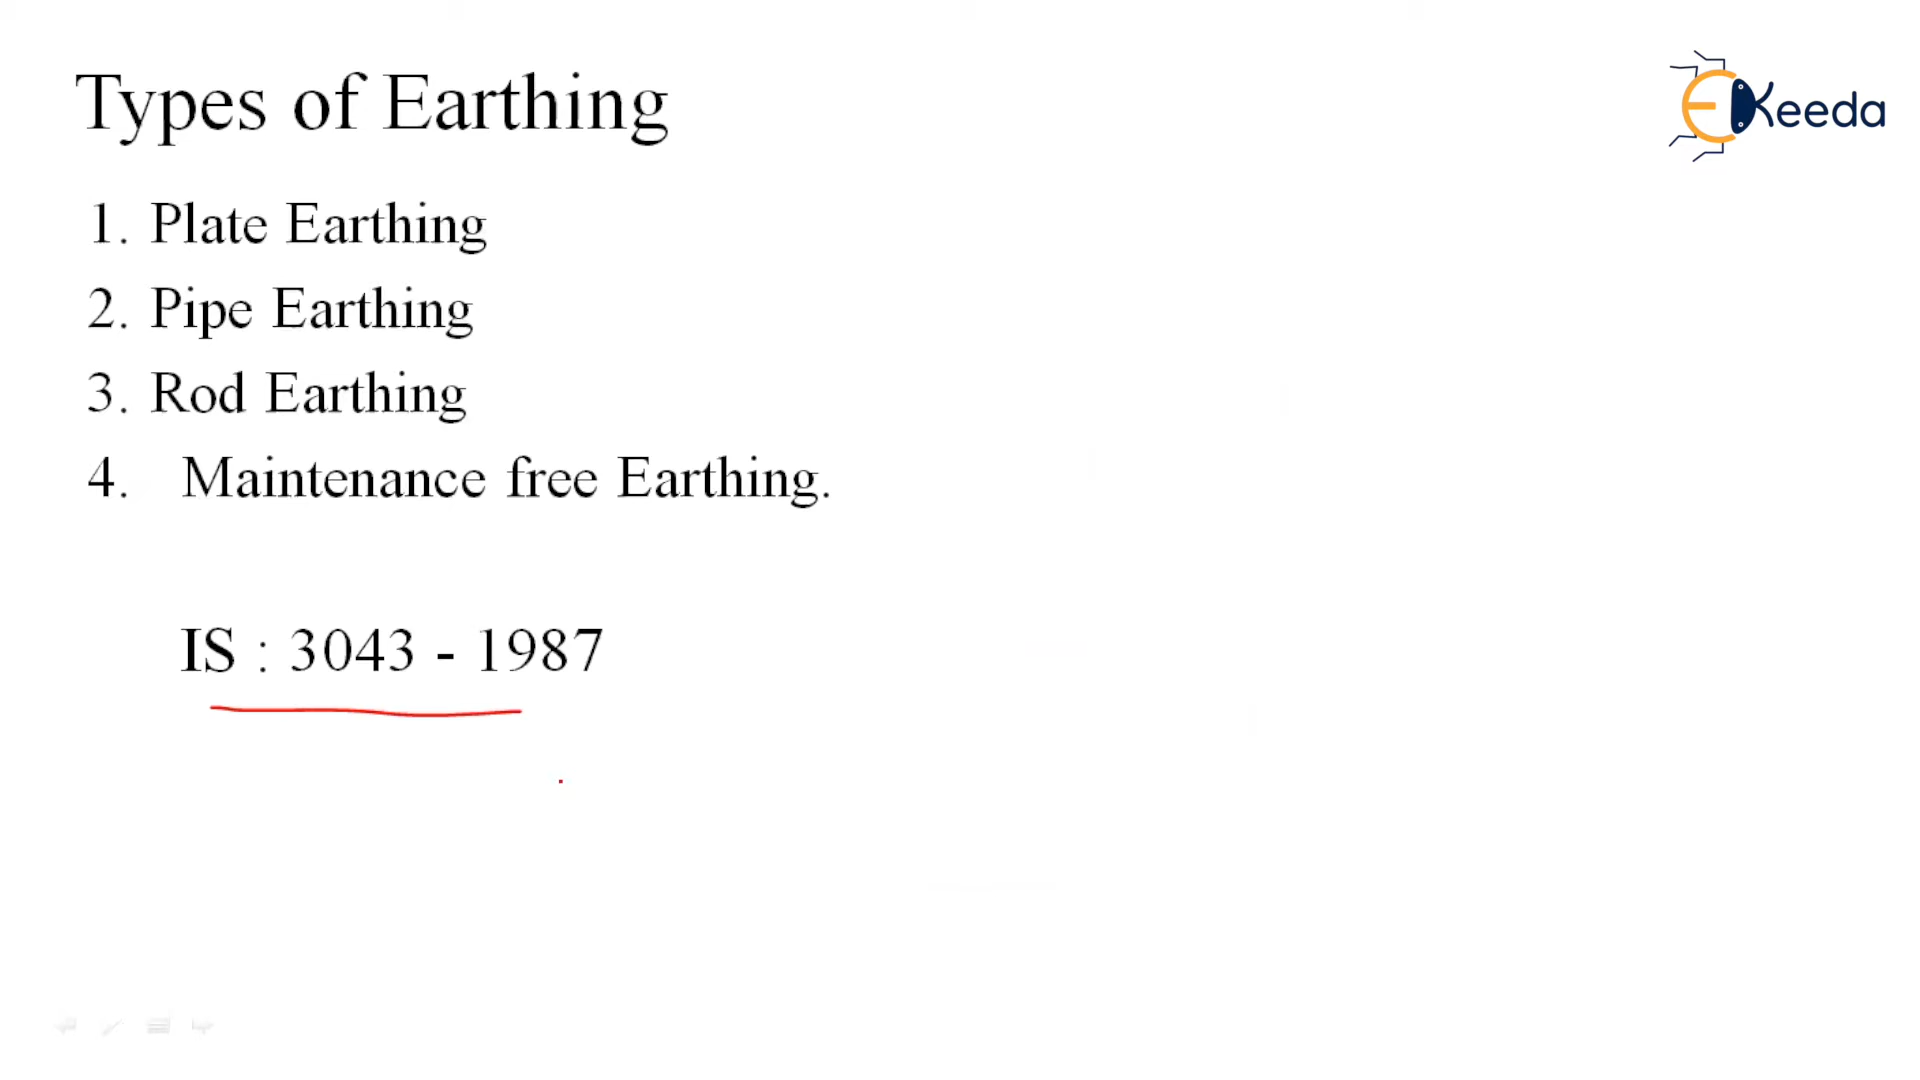 Types of Earthing
EKeeda
1. Plate Earthing
2. Pipe Earthing
3. Rod Earthing
4. Maintenance free Earthing.
IS : 3043 - 1987